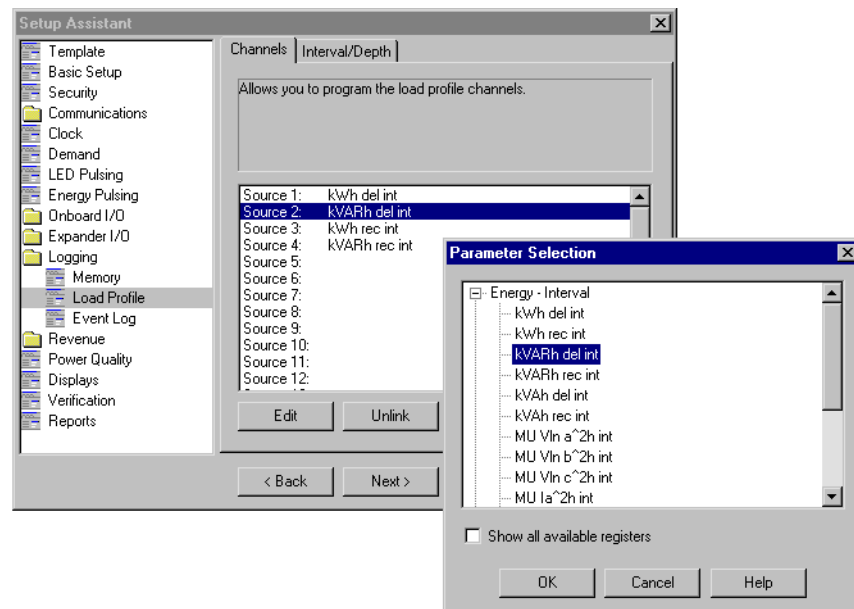 Setup Assistant
Template
Basic Setup
Security
Communications
Clock
Demand
LED Pulsing
Energy Pulsing
Onboard I/O
Expander I/O
Logging
Memory
Load Profile
Event Log
Revenue
Power Quality
Displays
Verification
Reports
Channels
Interval/Depth
Allows you to program the load profile channels.
Source 1: kWh del int
Source 2: kVARh del int
Source 3: kWh rec int
Source 4: kVARh rec int
Source 5:
Source 6:
Source 7:
Source 8:
Source 9:
Source 10:
Source 11:
Source 12:
Edit
Unlink
< Back
Next >
Parameter Selection
Energy - Interval
kWh del int
kWh rec int
kVARh del int
kVARh rec int
kVAh del int
kVAh rec int
MU Vln a^2h int
MU Vln b^2h int
MU Vln c^2h int
MU Ia^2h int
Show all available registers
OK
Cancel
Help